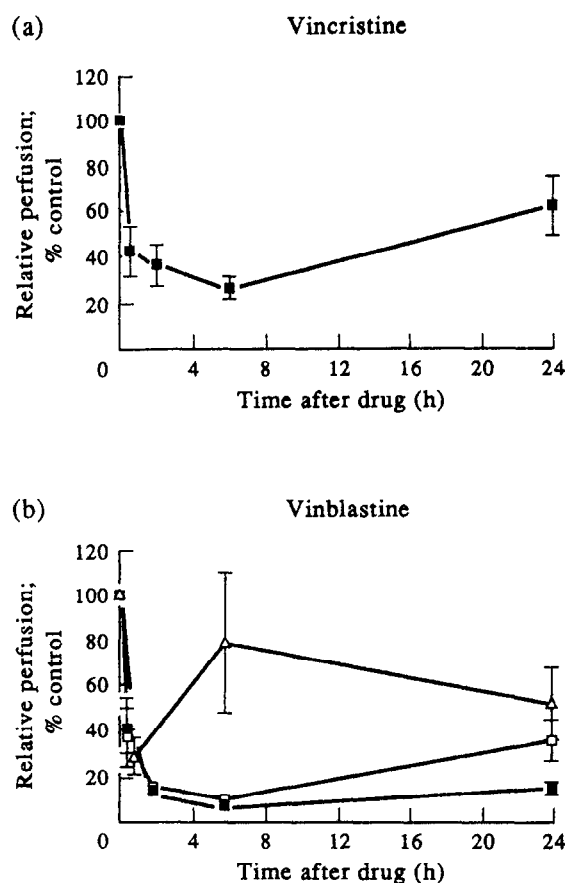 (a)
Vincristine
Relative perfusion;
% control
120
100
80
60
40
20
0
4
8
12
16
20
24
Time after drug (h)
(b)
Vinblastine
Relative perfusion;
% control
120
100
80
60
40
20
0
4
8
12
16
20
24
Time after drug (h)